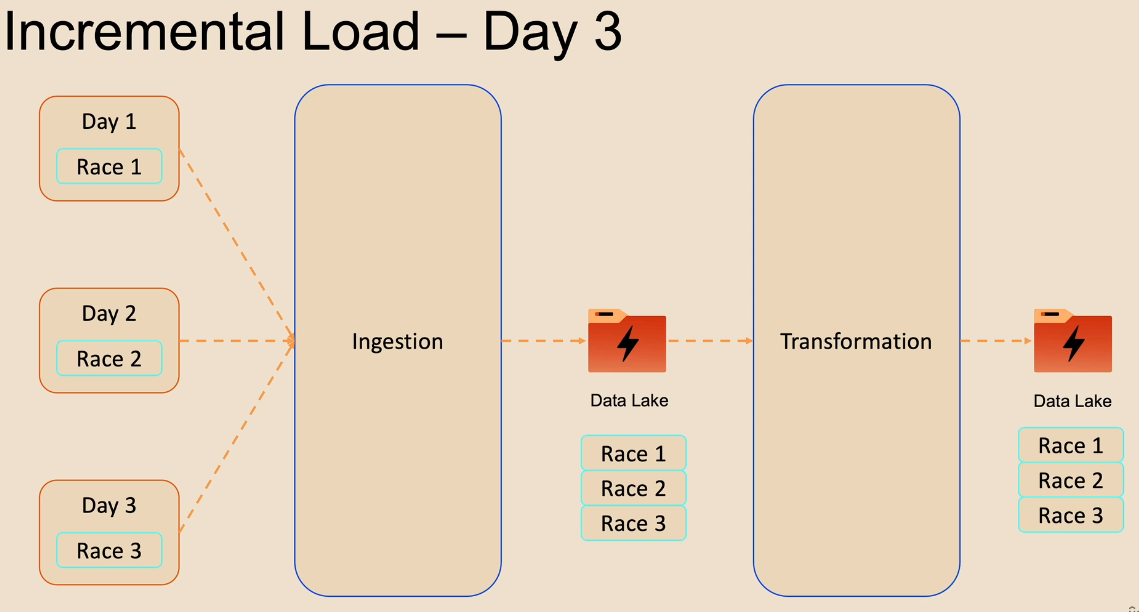 Incremental Load – Day 3
Day 1
Race 1
Day 2
Race 2
Day 3
Race 3
Ingestion
Data Lake
Race 1
Race 2
Race 3
Transformation
Data Lake
Race 1
Race 2
Race 3